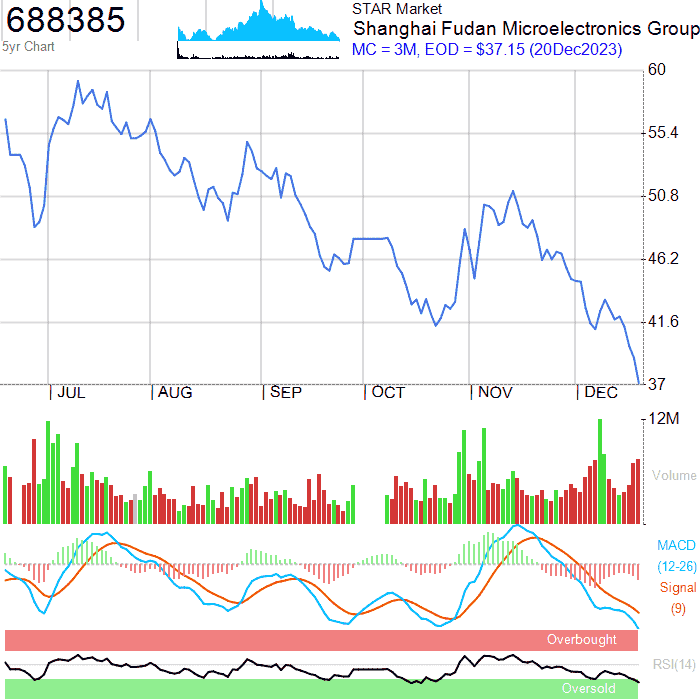 688385
5yr Chart
STAR Market
Shanghai Fudan Microelectronics Group
MC = 3M, EOD = $37.15 (20Dec2023)
60
55.4
50.8
46.2
41.6
37
JUL AUG SEP OCT NOV DEC
12M
Volume
MACD
(12-26)
Signal
(9)
Overbought
RSI(14)
Oversold